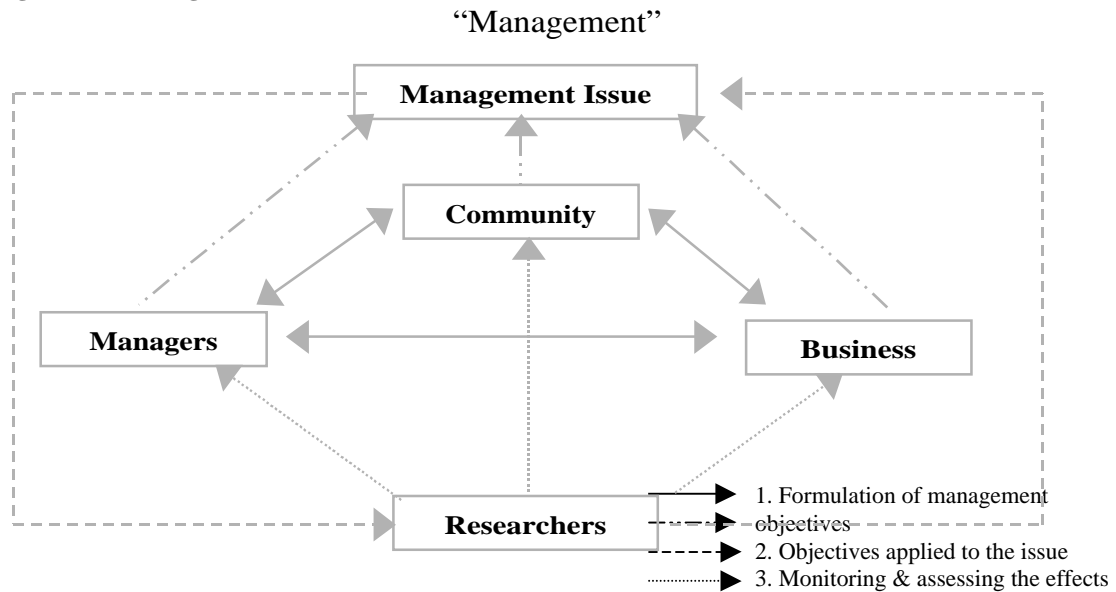 “Management”
Management Issue
Community
Managers
Business
Researchers
1. Formulation of management
objectives
2. Objectives applied to the issue
3. Monitoring & assessing the effects